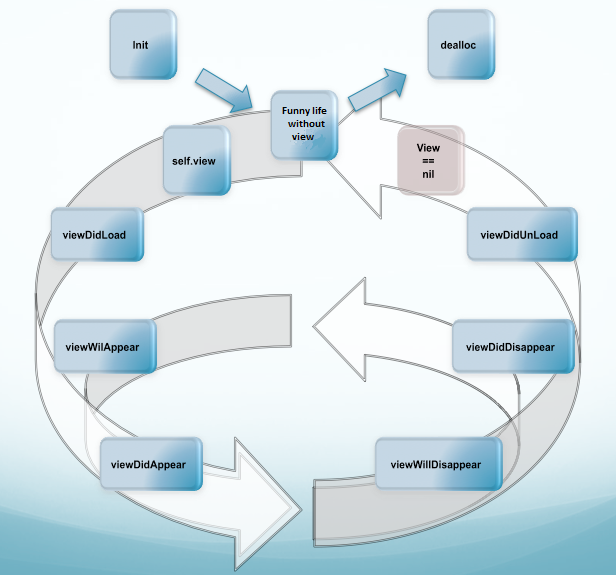 Init
dealloc
Funny life
without
view
self.view
View
==
nil
viewDidLoad
viewDidUnLoad
viewWilAppear
viewDidDisappear
viewDidAppear
viewWillDisappear